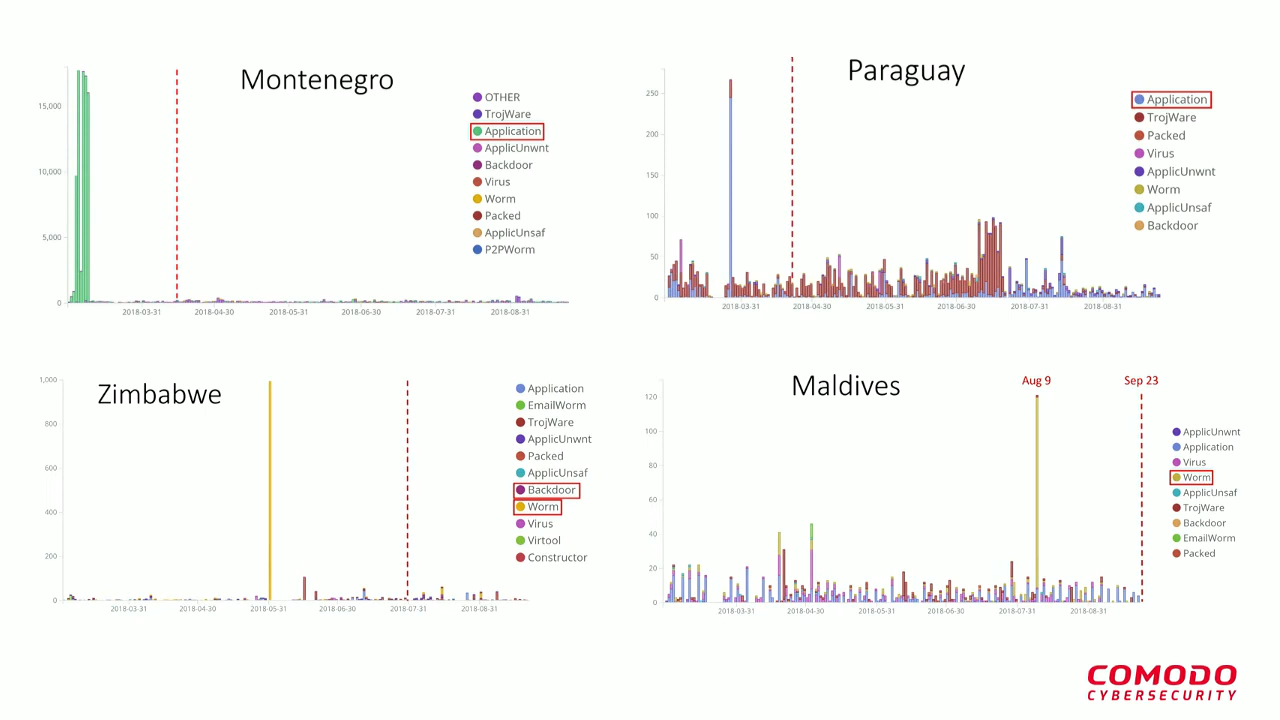 Montenegro
15,000
10,000
5,000
0
2018-03-31 2018-04-30 2018-05-31 2018-06-30 2018-07-31 2018-08-31
OTHER
TrojWare
Application
ApplicUnwnt
Backdoor
Virus
Worm
Packed
ApplicUnsaf
P2PWorm
Paraguay
250
200
150
100
50
0
2018-03-31 2018-04-30 2018-05-31 2018-06-30 2018-07-31 2018-08-31
Application
TrojWare
Packed
Virus
ApplicUnwnt
Worm
ApplicUnsaf
Backdoor
Zimbabwe
1,000
800
600
400
200
0
2018-03-31 2018-04-30 2018-05-31 2018-06-30 2018-07-31 2018-08-31
Application
EmailWorm
TrojWare
ApplicUnwnt
Packed
ApplicUnsaf
Backdoor
Worm
Virus
Virtool
Constructor
Maldives
Aug 9 Sep 23
120
100
80
60
40
20
0
2018-03-31 2018-04-30 2018-05-31 2018-06-30 2018-07-31 2018-08-31
ApplicUnwnt
Application
Virus
Worm
ApplicUnsaf
TrojWare
Backdoor
EmailWorm
Packed
COMODO
CYBERSECURITY